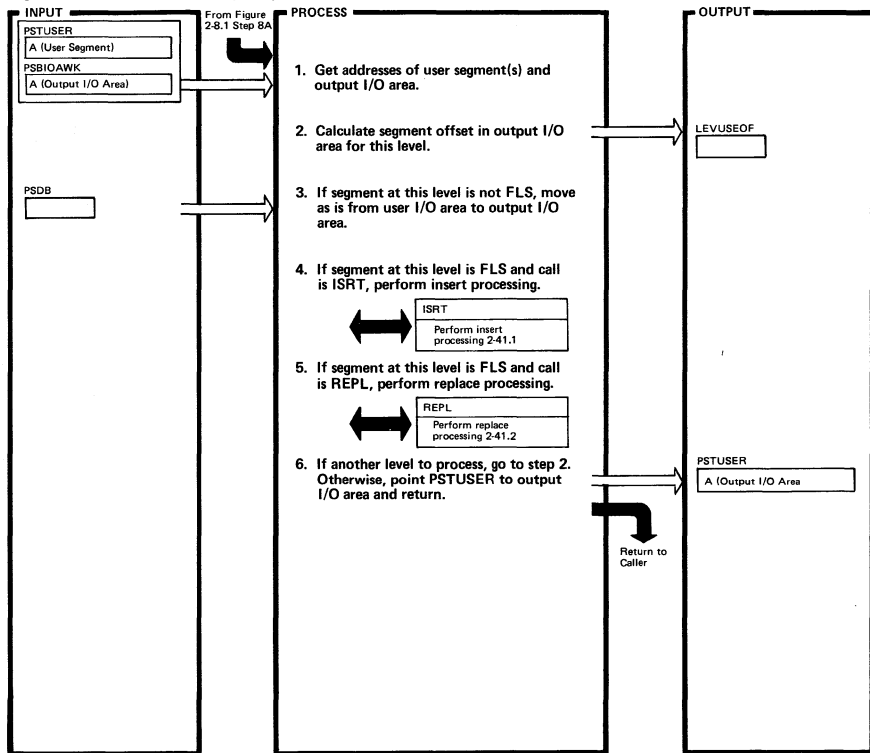 INPUT
PSTUSER
A (User Segment)
PSBIOAWK
A (Output I/O Area)
PSDB
From Figure
2-8.1 Step 8A
PROCESS
1. Get addresses of user segment(s) and
output I/O area.
2. Calculate segment offset in output I/O
area for this level.
3. If segment at this level is not FLS, move
as is from user I/O area to output I/O
area.
4. If segment at this level is FLS and call
is ISRT, perform insert processing.
ISRT
Perform insert
processing 2-41.1
5. If segment at this level is FLS and call
is REPL, perform replace processing.
REPL
Perform replace
processing 2-41.2
6. If another level to process, go to step 2.
Otherwise, point PSTUSER to output
I/O area and return.
Return to
Caller
OUTPUT
LEVUSEOF
PSTUSER
A (Output I/O Area